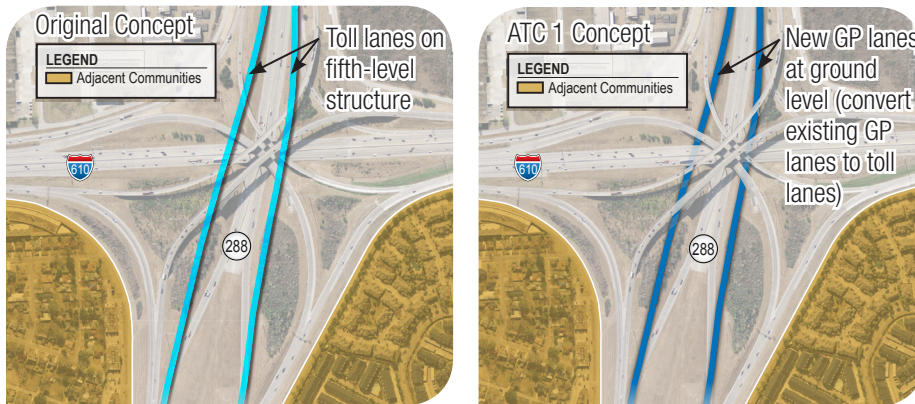 Original Concept
LEGEND
Adjacent Communities
Toll lanes on
fifth-level
structure
610
288
ATC 1 Concept
LEGEND
Adjacent Communities
New GP lanes
at ground
level (convert
existing GP
lanes to toll
lanes)
610
288